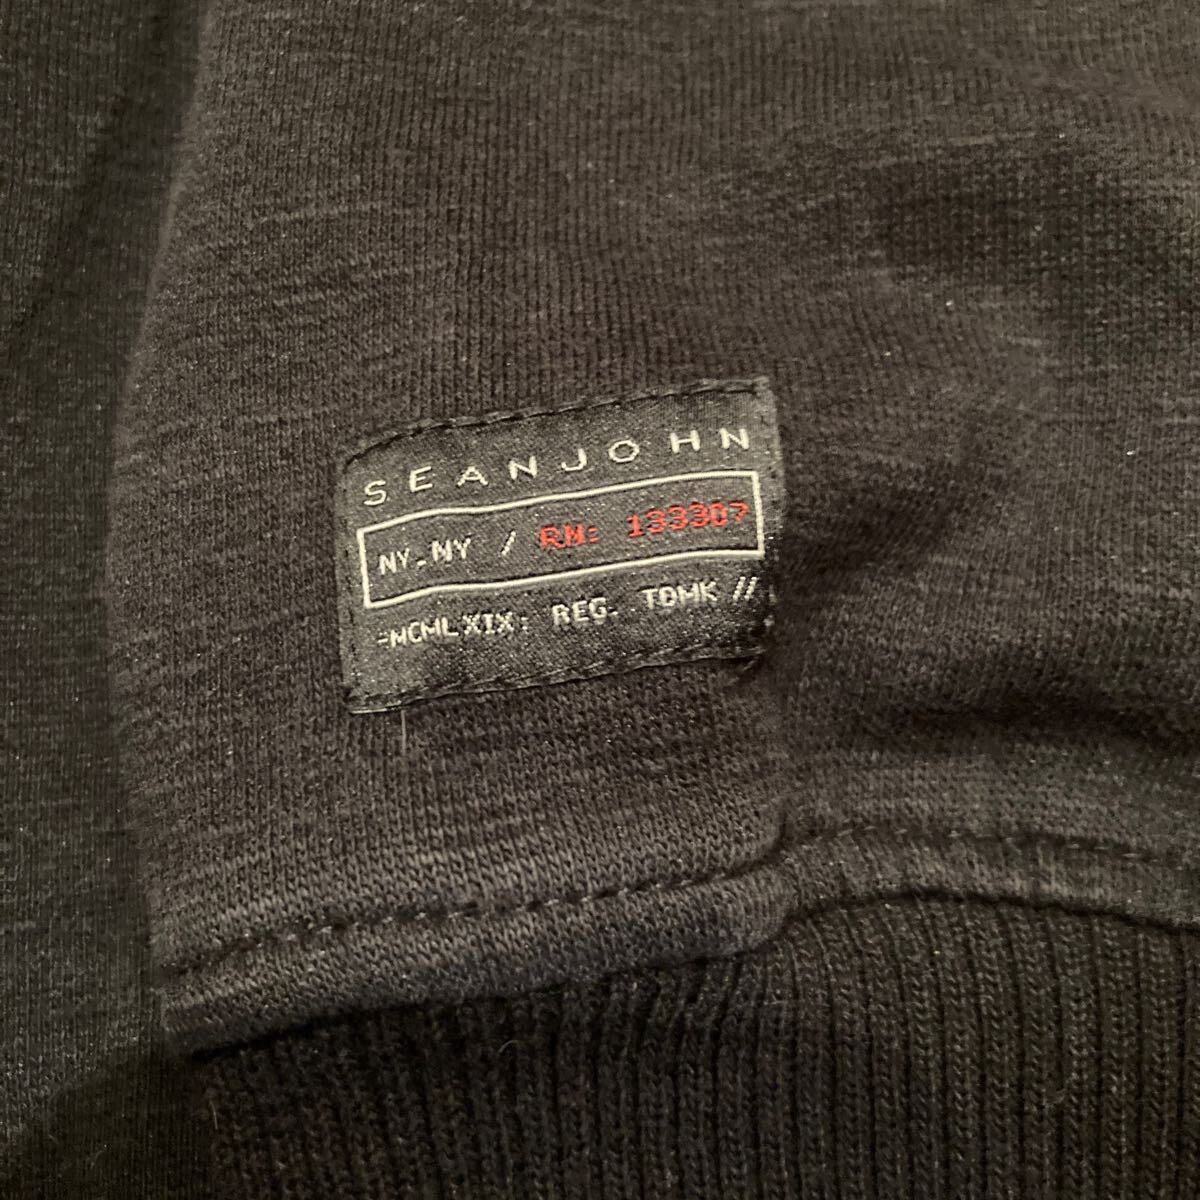 SEANJOHN
NY.NY / RN: 133307
=MCMLXIX: REG. TDMK //